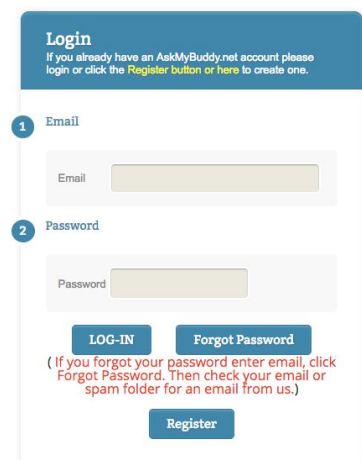 Login
If you already have an AskMyBuddy.net account please
login or click the Register button or here to create one.
1 Email
Email
2 Password
Password
LOG-IN Forgot Password
( If you forgot your password enter email, click
Forgot Password. Then check your email or
spam folder for an email from us.)
Register